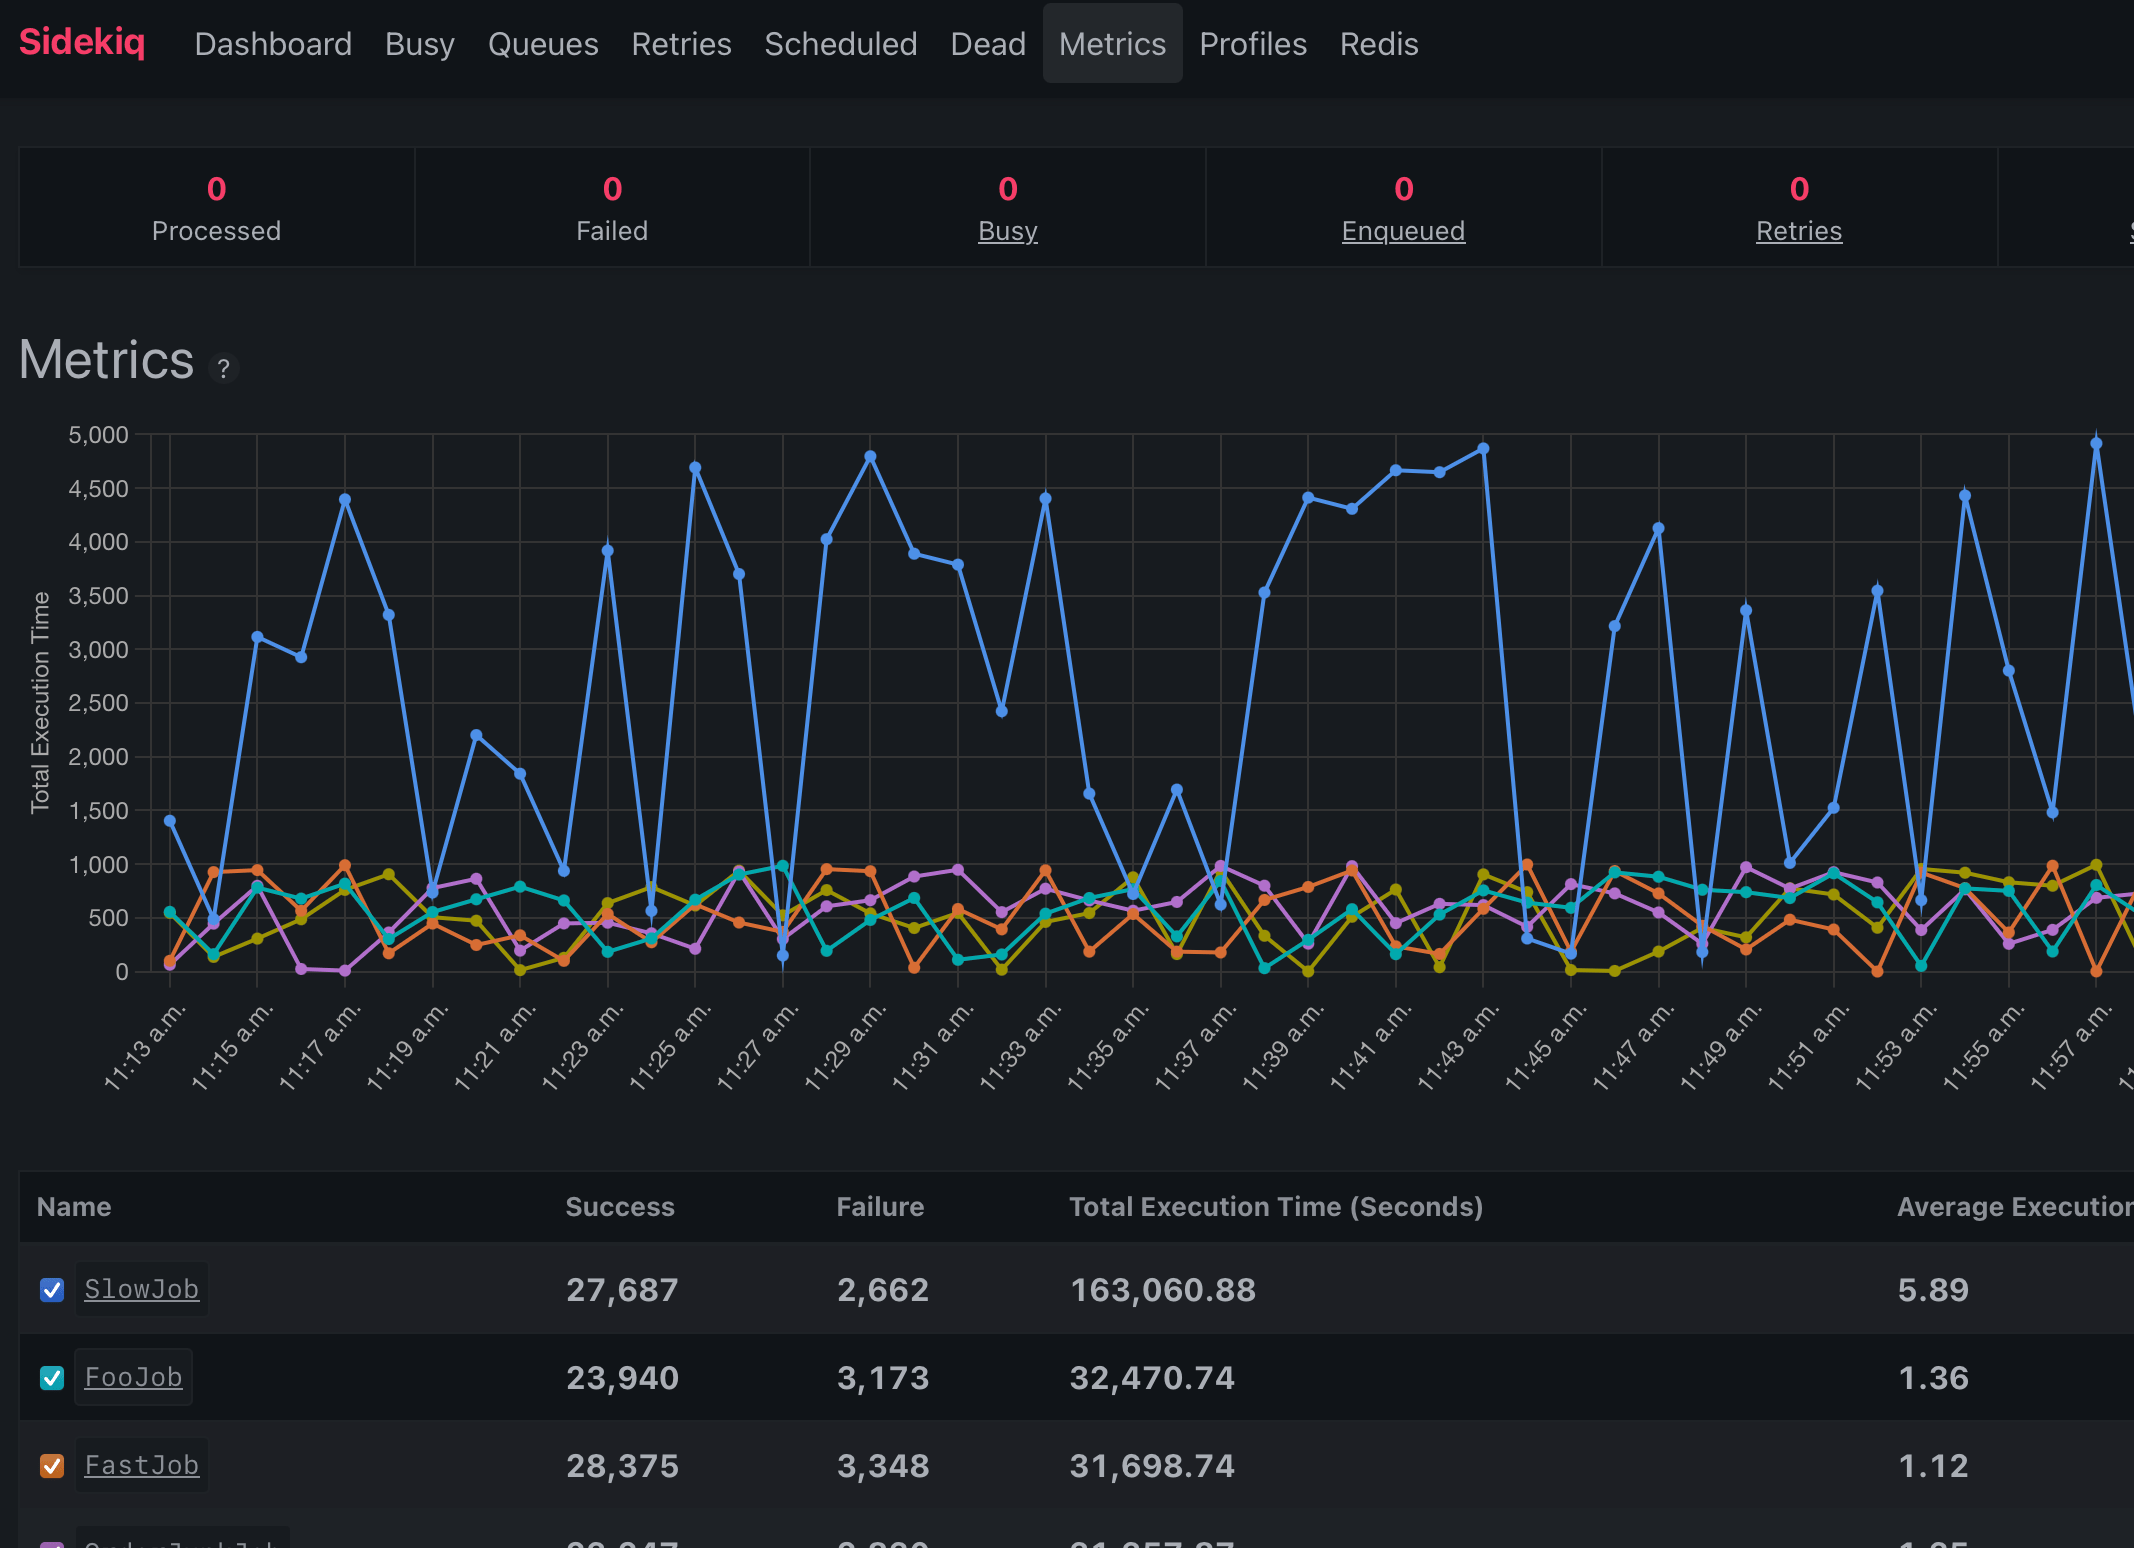 Sidekiq Dashboard Busy Queues Retries Scheduled Dead Metrics Profiles Redis
0 0 0 0 0
Processed Failed Busy Enqueued Retries
Metrics ?
Total Execution Time
5,000
4,500
4,000
3,500
3,000
2,500
2,000
1,500
1,000
500
0
11:13 a.m. 11:15 a.m. 11:17 a.m. 11:19 a.m. 11:21 a.m. 11:23 a.m. 11:25 a.m. 11:27 a.m. 11:29 a.m. 11:31 a.m. 11:33 a.m. 11:35 a.m. 11:37 a.m. 11:39 a.m. 11:41 a.m. 11:43 a.m. 11:45 a.m. 11:47 a.m. 11:49 a.m. 11:51 a.m. 11:53 a.m. 11:55 a.m. 11:57 a.m.
Name Success Failure Total Execution Time (Seconds) Average Execution
SlowJob 27,687 2,662 163,060.88 5.89
FooJob 23,940 3,173 32,470.74 1.36
FastJob 28,375 3,348 31,698.74 1.12